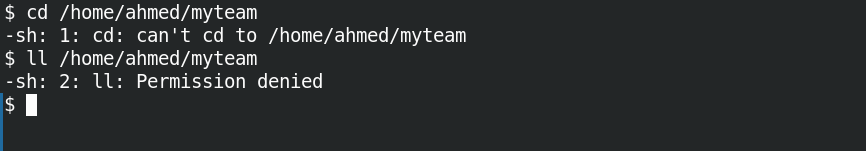 $ cd /home/ahmed/myteam
-sh: 1: cd: can't cd to /home/ahmed/myteam
$ ll /home/ahmed/myteam
-sh: 2: ll: Permission denied
$